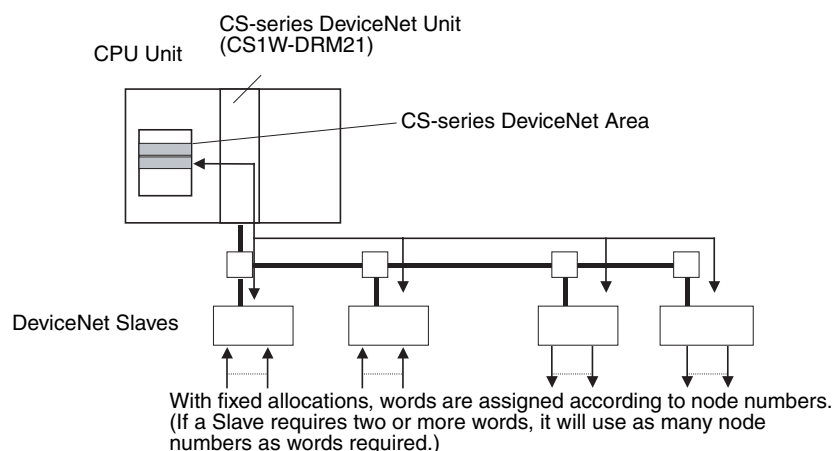 CS-series DeviceNet Unit
(CS1W-DRM21)
CPU Unit
CS-series DeviceNet Area
DeviceNet Slaves
With fixed allocations, words are assigned according to node numbers.
(If a Slave requires two or more words, it will use as many node
numbers as words required.)